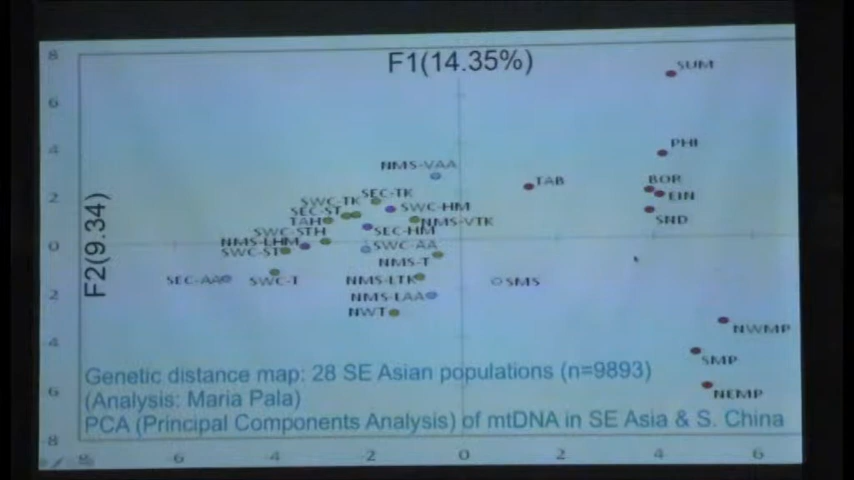 F1(14.35%)
F2(9.34)
8
6
4
2
0
2
4
6
8
SUM
PHI
BOR
EIN
SND
TAB
NMS-VAA
SEC-TK
SWC-TK
SWC-HM
SEC-ST
TAH
NMS-VTK
SWC-STH
SEC-HM
NMS-LHM
SWC-AA
SWC-ST
NMS-T
SEC-AA
SWC-T
NMS-LTK
SMS
NMS-LAA
NWT
NWMP
SMP
NEMP
Genetic distance map: 28 SE Asian populations (n=9893)
(Analysis: Maria Pala)
PCA (Principal Components Analysis) of mtDNA in SE Asia & S. China
-8 -6 -4 -2 0 2 4 6